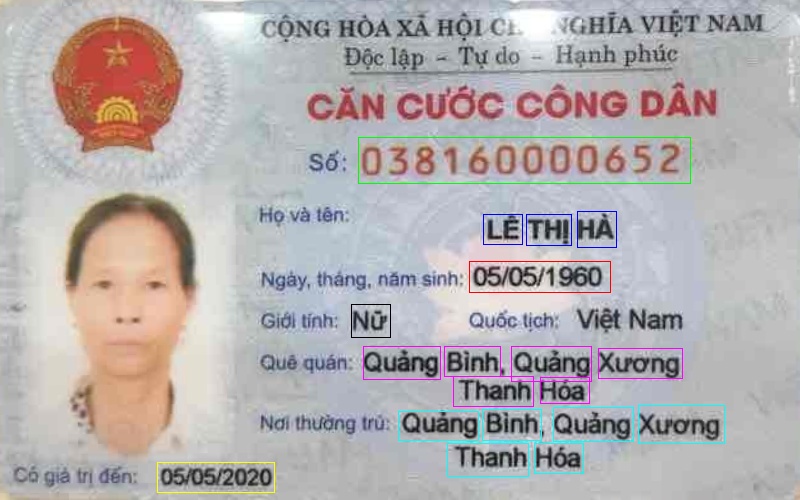 CỘNG HÒA XÃ HỘI NGHĨA VIỆT NAM
Độc lập - Tự do - Hạnh phúc
CĂN CƯỚC CÔNG DÂN
Số: 038160000652
Họ và tên:
LÊ THỊ HÀ
Ngày, tháng, năm sinh: 05/05/1960
Giới tính: Nữ Quốc tịch: Việt Nam
Quê quán: Quảng Bình, Quảng Xương
Thanh Hóa
Nơi thường trú: Quảng Bình, Quảng Xương
Thanh Hóa
Có giá trị đến: 05/05/2020